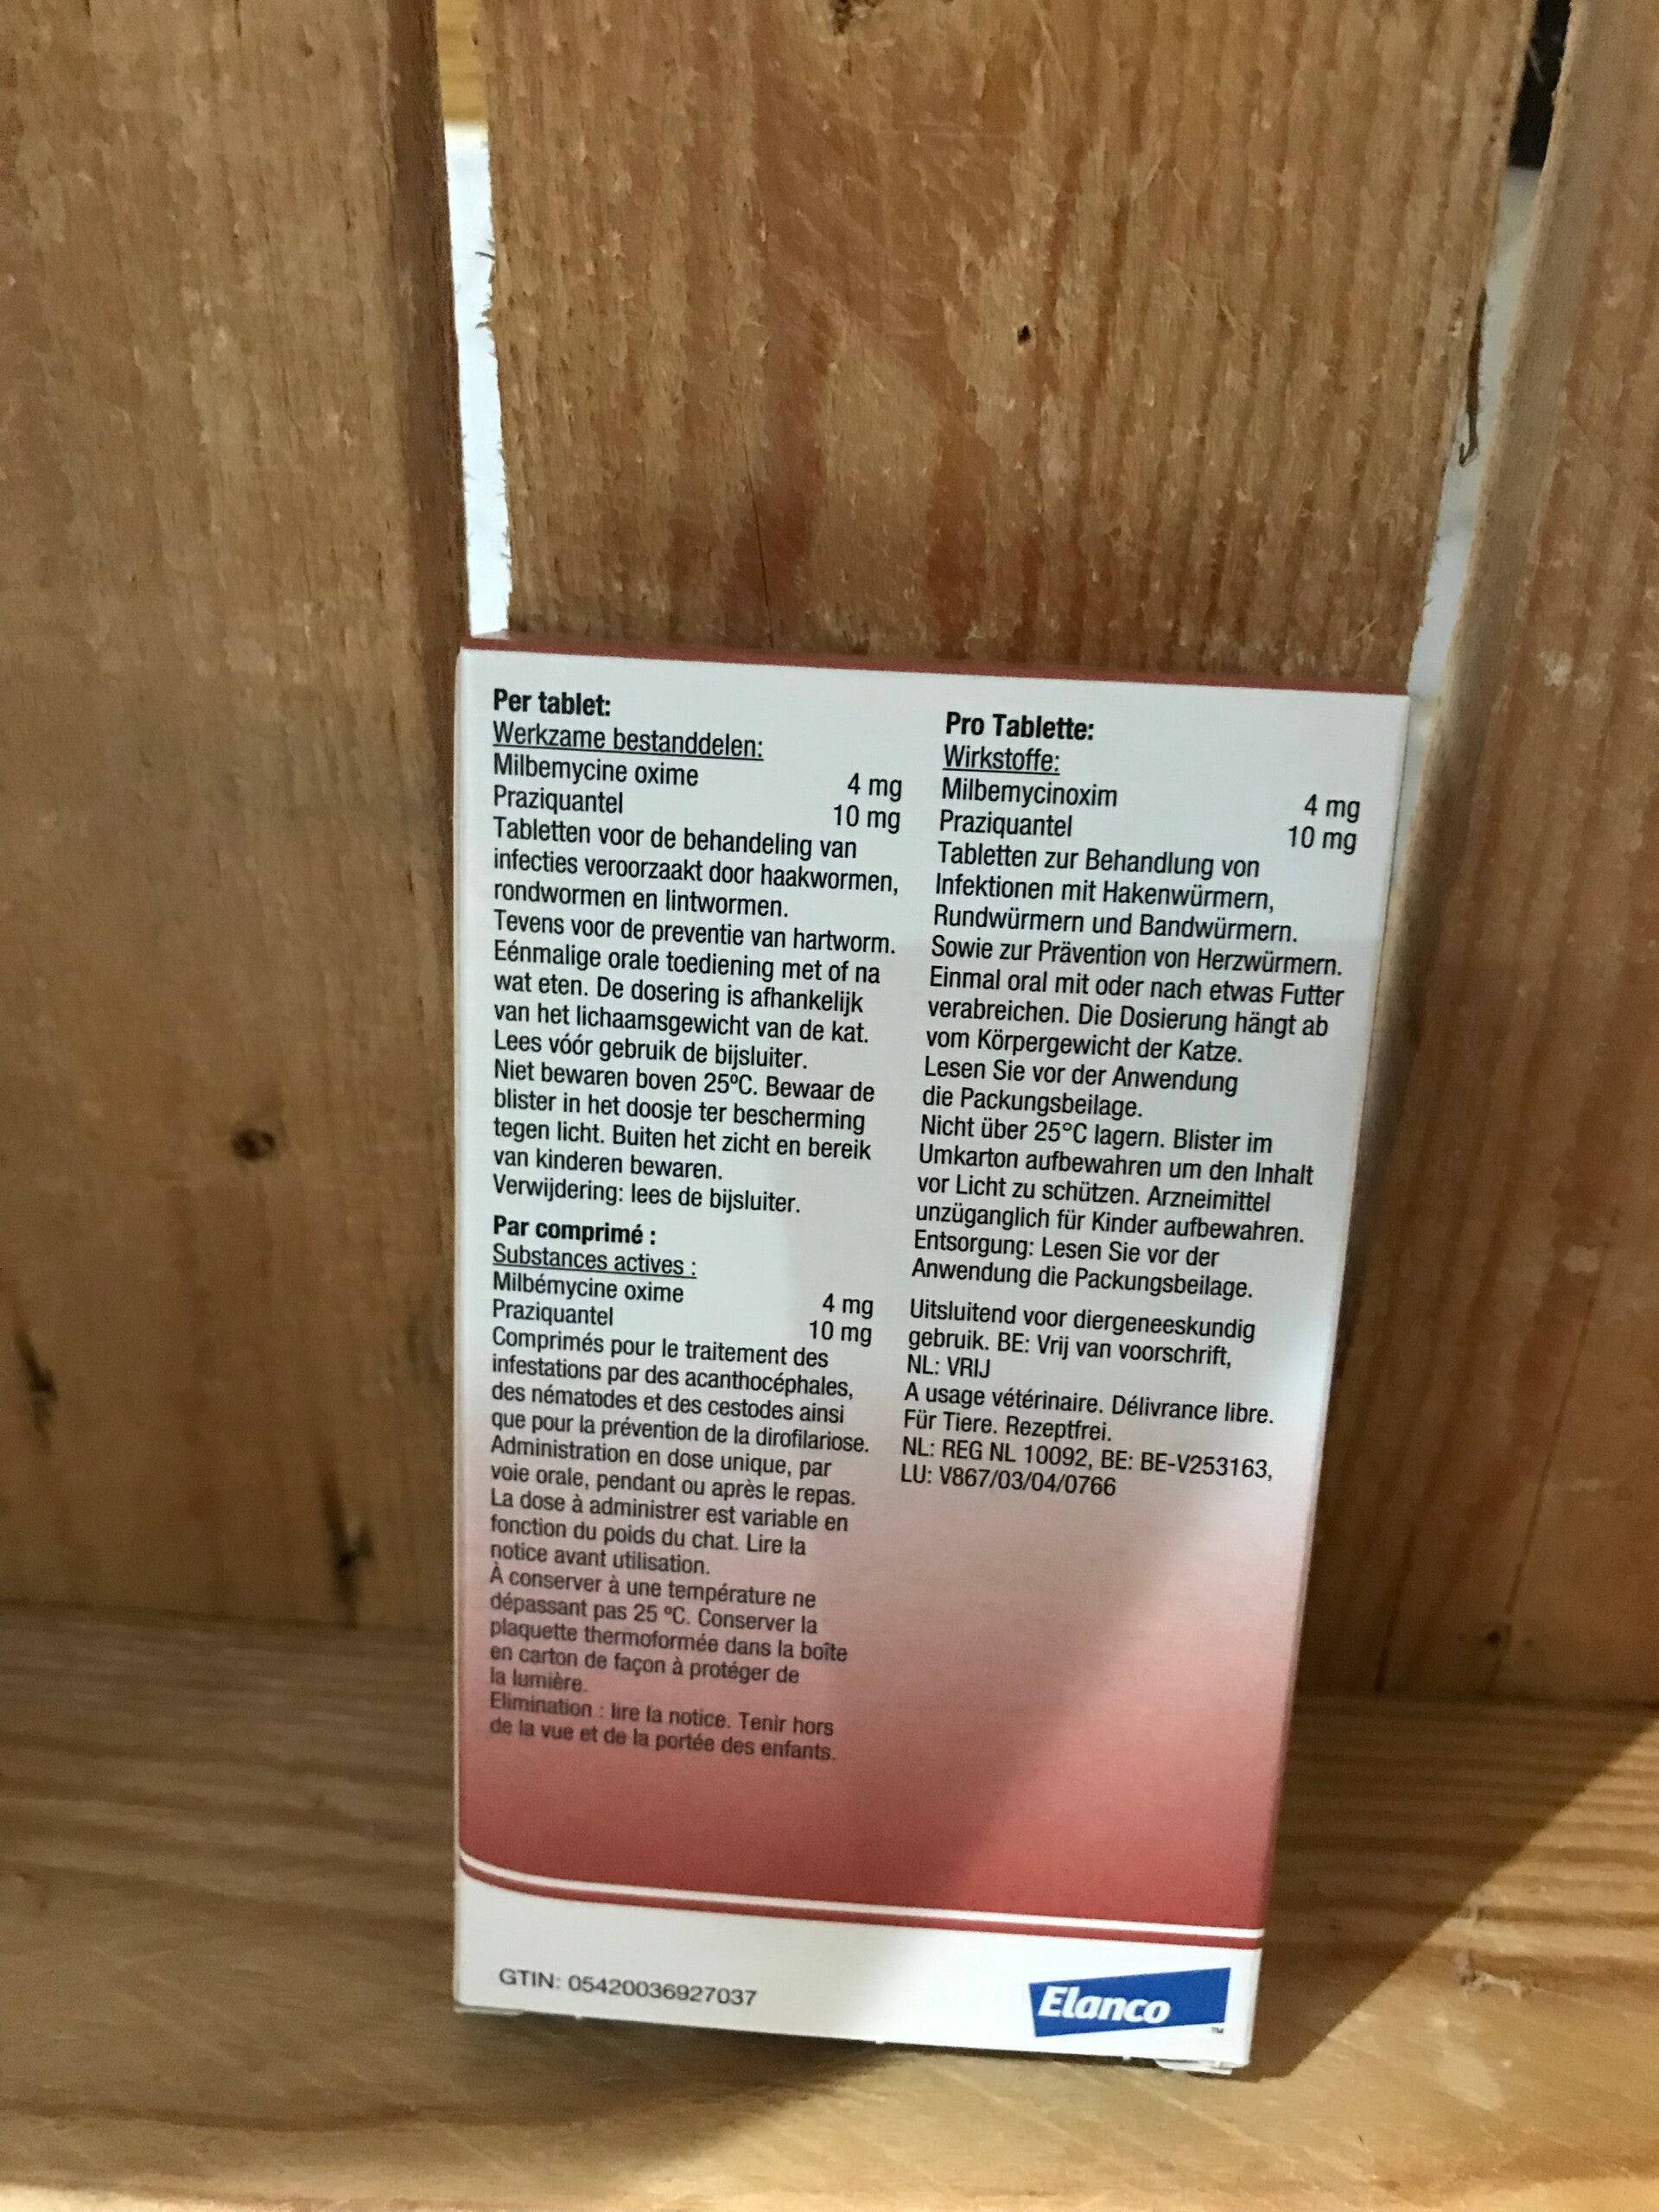 Per tablet:
Werkzame bestanddelen:
Milbemycine oxime 4 mg
Praziquantel 10 mg
Tabletten voor de behandeling van
infecties veroorzaakt door haakwormen,
rondwormen en lintwormen.
Tevens voor de preventie van hartworm.
Eénmalige orale toediening met of na
wat eten. De dosering is afhankelijk
van het lichaamsgewicht van de kat.
Lees vóór gebruik de bijsluiter.
Niet bewaren boven 25ºC. Bewaar de
blister in het doosje ter bescherming
tegen licht. Buiten het zicht en bereik
van kinderen bewaren.
Verwijdering: lees de bijsluiter.
Par comprimé :
Substances actives :
Milbémycine oxime 4 mg
Praziquantel 10 mg
Comprimés pour le traitement des
infestations par des acanthocéphales,
des nématodes et des cestodes ainsi
que pour la prévention de la dirofilariose.
Administration en dose unique, par
voie orale, pendant ou après le repas.
La dose à administrer est variable en
fonction du poids du chat. Lire la
notice avant utilisation.
À conserver à une température ne
dépassant pas 25 ºC. Conserver la
plaquette thermoformée dans la boîte
en carton de façon à protéger de
la lumière.
Elimination : lire la notice. Tenir hors
de la vue et de la portée des enfants.
Pro Tablette:
Wirkstoffe:
Milbemycinoxim 4 mg
Praziquantel 10 mg
Tabletten zur Behandlung von
Infektionen mit Hakenwürmern,
Rundwürmern und Bandwürmern.
Sowie zur Prävention von Herzwürmern.
Einmal oral mit oder nach etwas Futter
verabreichen. Die Dosierung hängt ab
vom Körpergewicht der Katze.
Lesen Sie vor der Anwendung
die Packungsbeilage.
Nicht über 25°C lagern. Blister im
Umkarton aufbewahren um den Inhalt
vor Licht zu schützen. Arzneimittel
unzüganglich für Kinder aufbewahren.
Entsorgung: Lesen Sie vor der
Anwendung die Packungsbeilage.
Uitsluitend voor diergeneeskundig
gebruik. BE: Vrij van voorschrift,
NL: VRIJ
A usage vétérinaire. Délivrance libre.
Für Tiere. Rezeptfrei.
NL: REG NL 10092, BE: BE-V253163,
LU: V867/03/04/0766
GTIN: 05420036927037
Elanco
TM